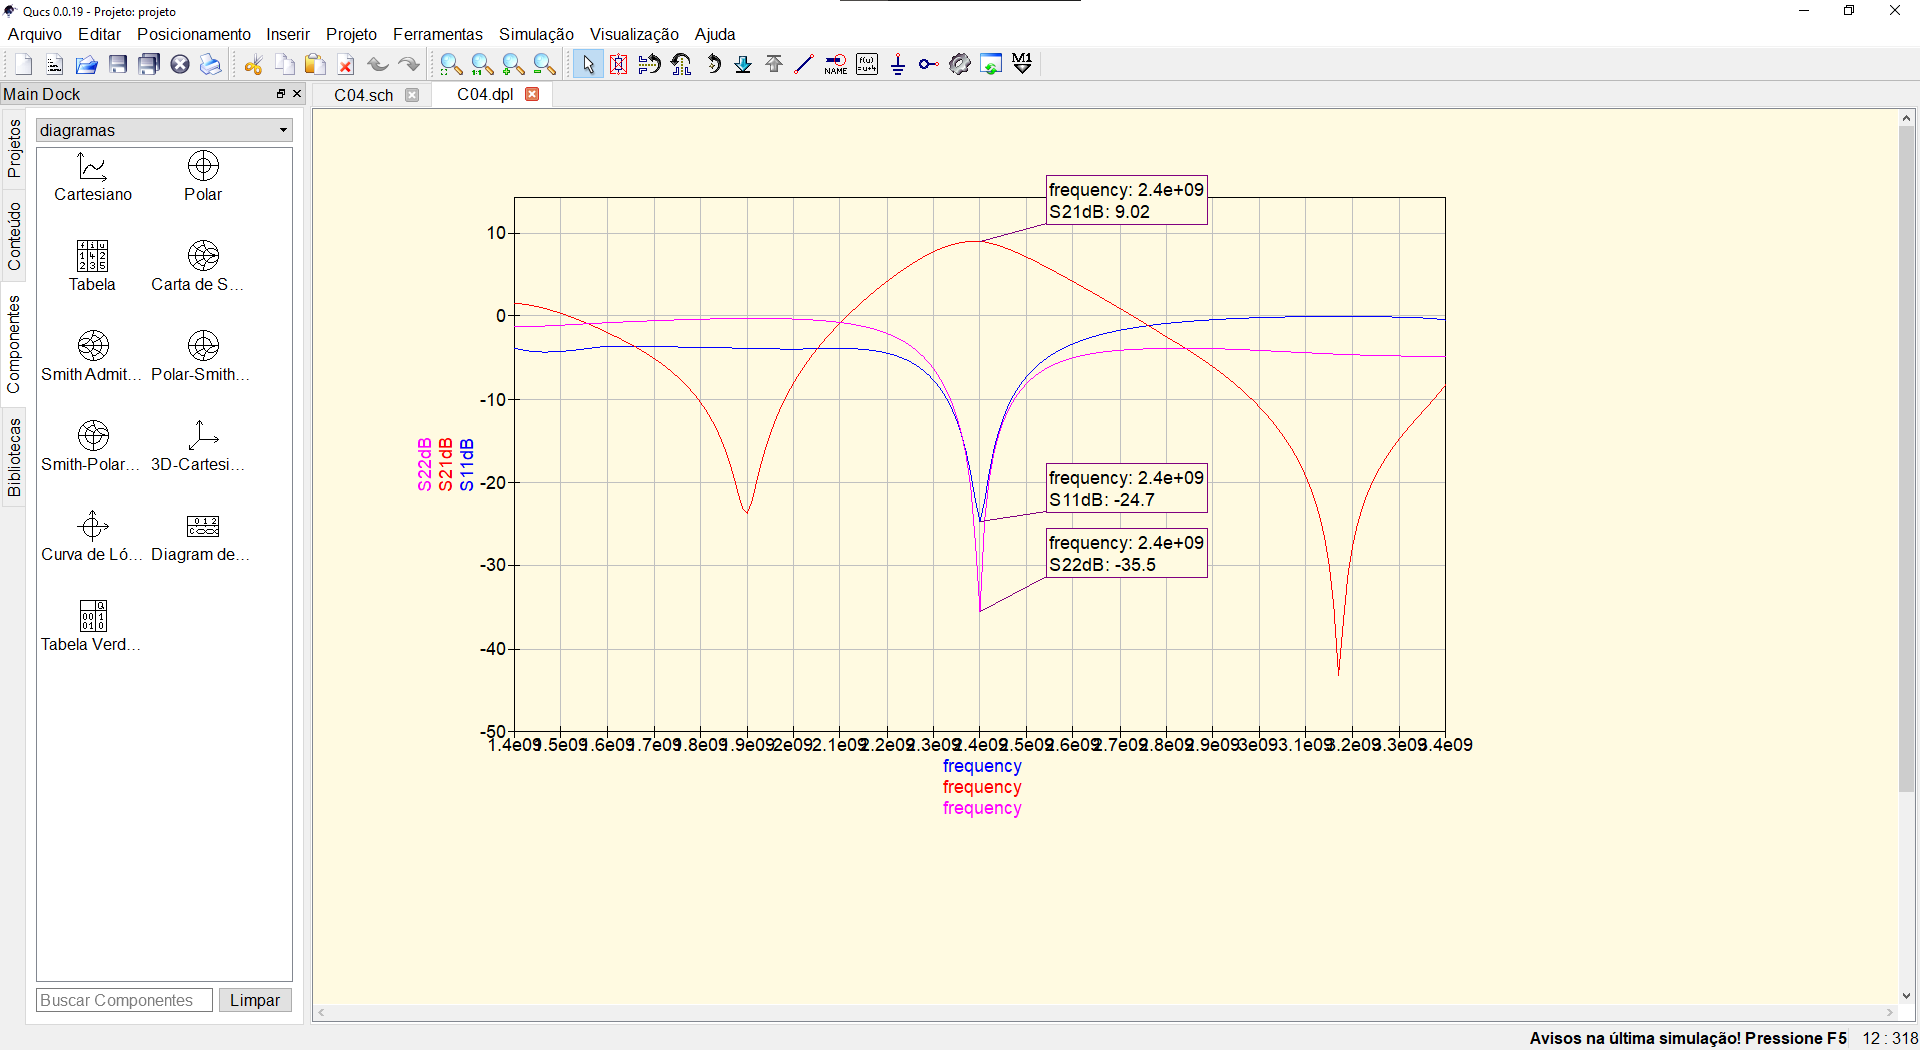 Qucs 0.0.19 - Projeto: projeto
Arquivo Editar Posicionamento Inserir Projeto Ferramentas Simulação Visualização Ajuda
1:1
NAME
f(ω)
M1
Main Dock
C04.sch
C04.dpl
Projetos
Conteúdo
Componentes
Bibliotecas
diagramas
Cartesiano
Polar
Tabela
Carta de S...
Smith Admit...
Polar-Smith...
Smith-Polar...
3D-Cartesi...
Curva de Ló...
Diagram de...
Tabela Verd...
Buscar Componentes
Limpar
frequency: 2.4e+09
S21dB: 9.02
frequency: 2.4e+09
S11dB: -24.7
frequency: 2.4e+09
S22dB: -35.5
10
0
-10
-20
-30
-40
-50
S22dB
S21dB
S11dB
1.4e09 1.5e09 1.6e09 1.7e09 1.8e09 1.9e09 2e09 2.1e09 2.2e09 2.3e09 2.4e09 2.5e09 2.6e09 2.7e09 2.8e09 2.9e09 3e09 3.1e09 3.2e09 3.3e09 3.4e09
frequency
frequency
frequency
Avisos na última simulação! Pressione F5
12 : 318